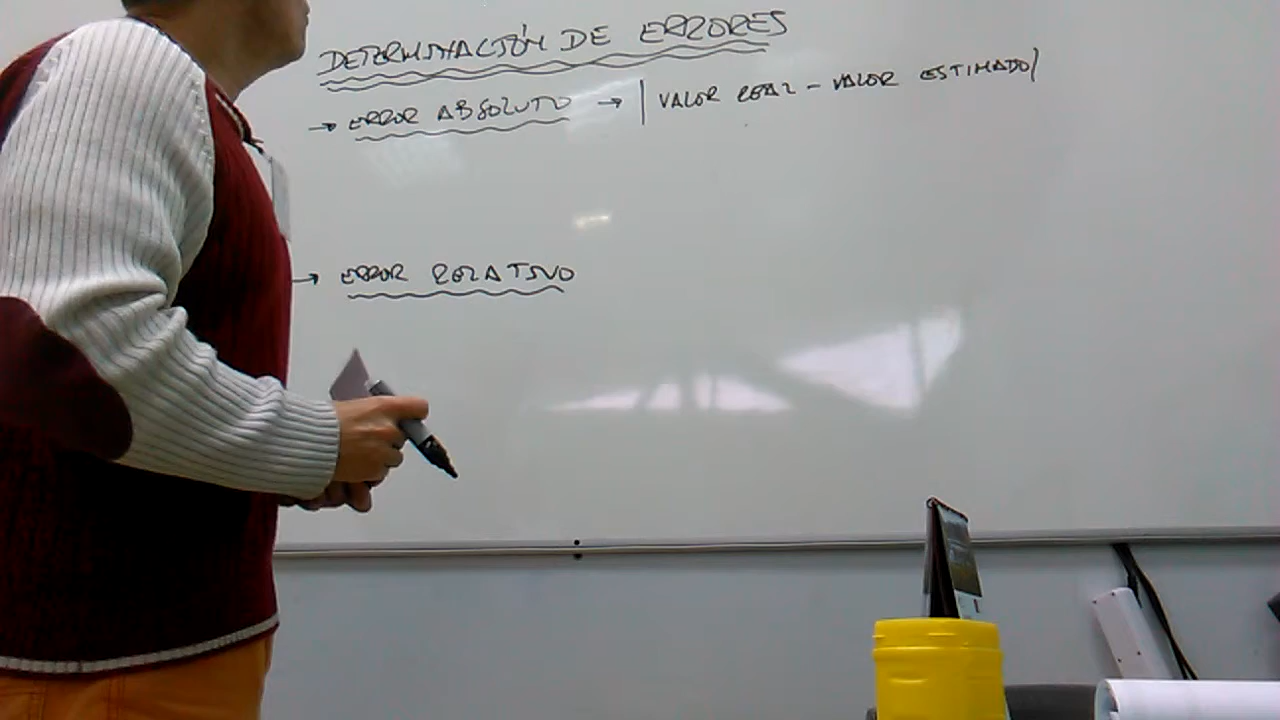 DETERMINACIÓN DE ERRORES
→ ERROR ABSOLUTO → | VALOR REAL - VALOR ESTIMADO |
→ ERROR RELATIVO